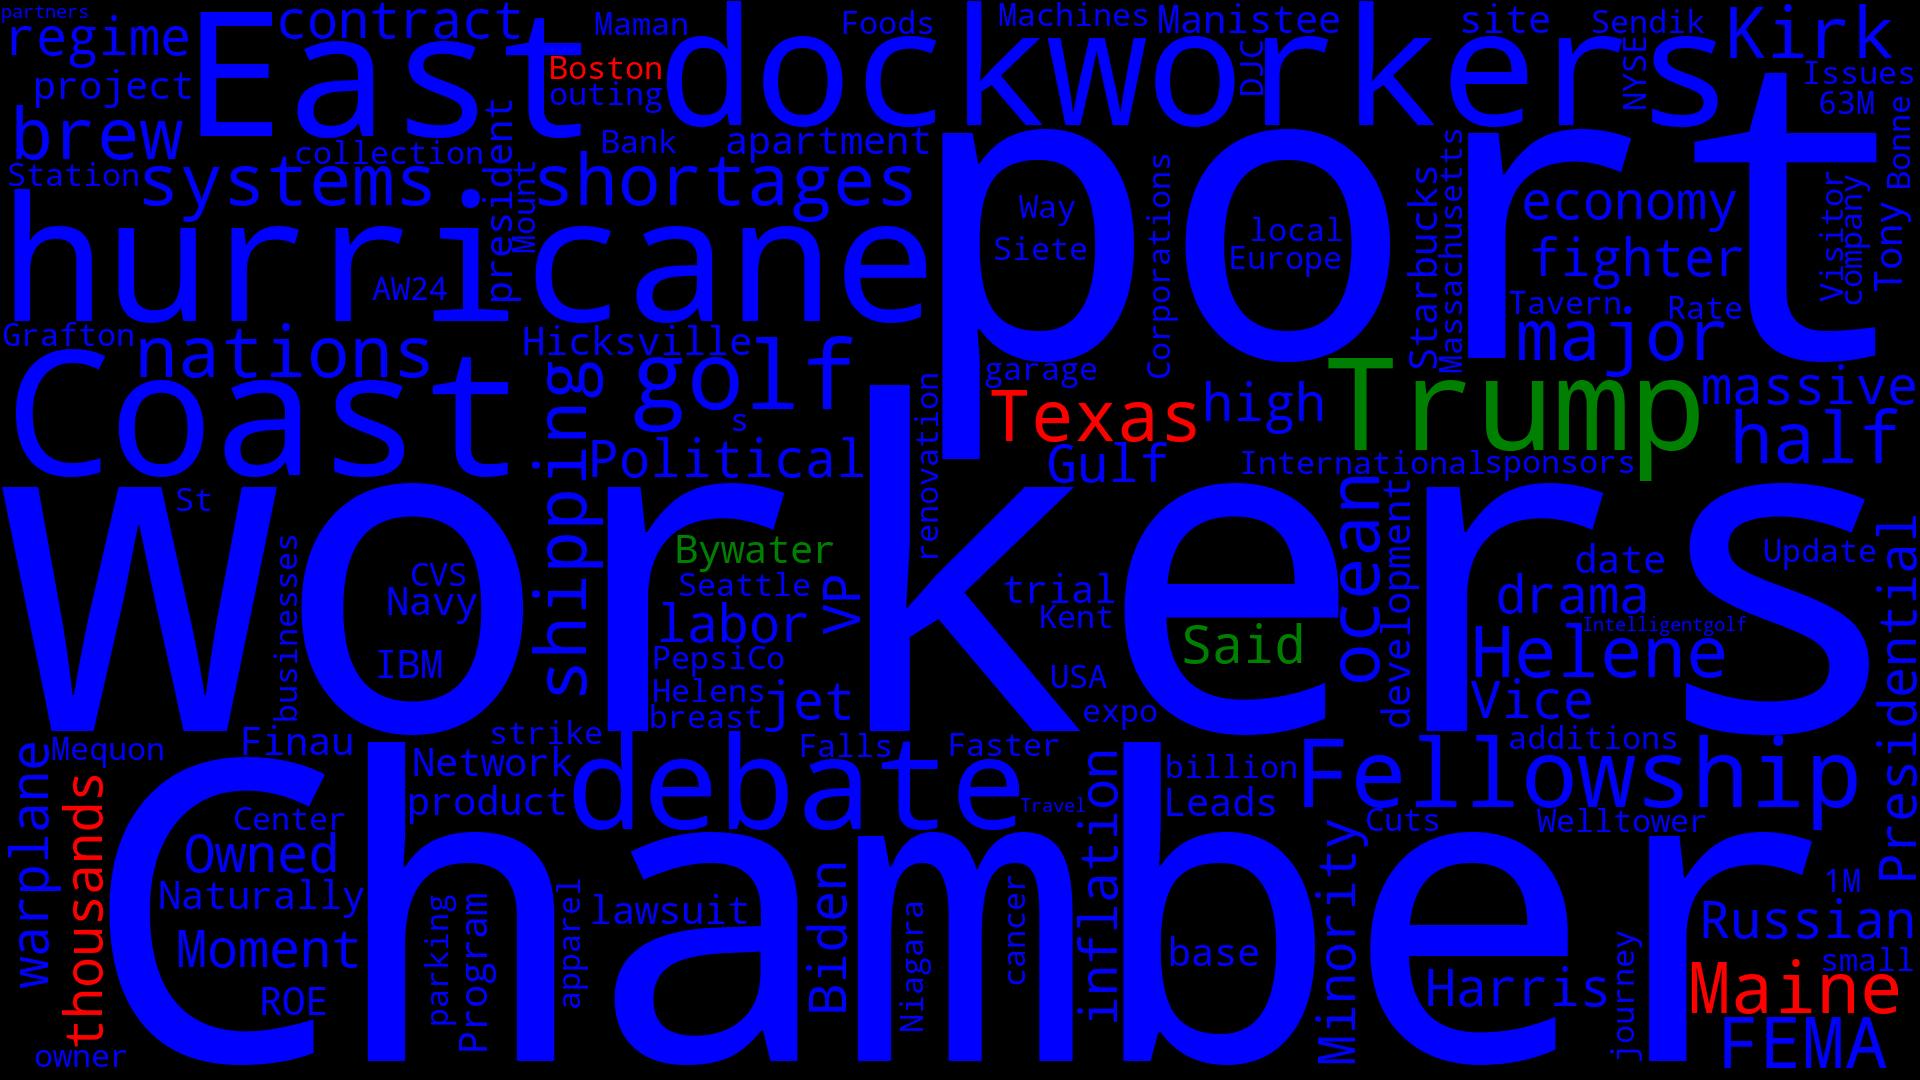 partners
regime
East
contract
Maman
Foods
Machines
Manistee
site
Sendik
Kirk
project
Boston
outing
dockworkers
DJC
NYSE
Issues
63M
brew
collection
president
Bank
apartment
port
Massachusetts
Bonne
Station
systems
Mount
shortages
Way
Siete
Corporations
local
Europe
Starbucks
economy
fighter
Visitor
company
Tony
hurricane
AW24
Tavern
Rate
major
Grafton
nations
Hicksville
golf
s
garage
Texas
high
Trump
massive
half
Coast
shipping
Political
renovation
Gulf
International
sponsors
workers
St
businesses
CVS
Navy
IBM
Bywater
Seattle
labor
VP
PepsiCo
Helens
breast
jet
trial
Kent
USA
expo
Said
ocean
development
date
drama
Intelligentgolf
Helene
Vice
Update
Presidential
warplane
Mequon
Finau
strike
Network
product
debate
Falls
Faster
Travel
inflation
billion
Leads
Fellowship
additions
Cuts
Welltower
thousands
Chamber
Center
Owned
Naturally
Moment
ROE
parking
Program
apparel
lawsuit
Biden
Niagara
cancer
base
Minority
Harris
journey
1M
Russian
small
Maine
FEMA
owner